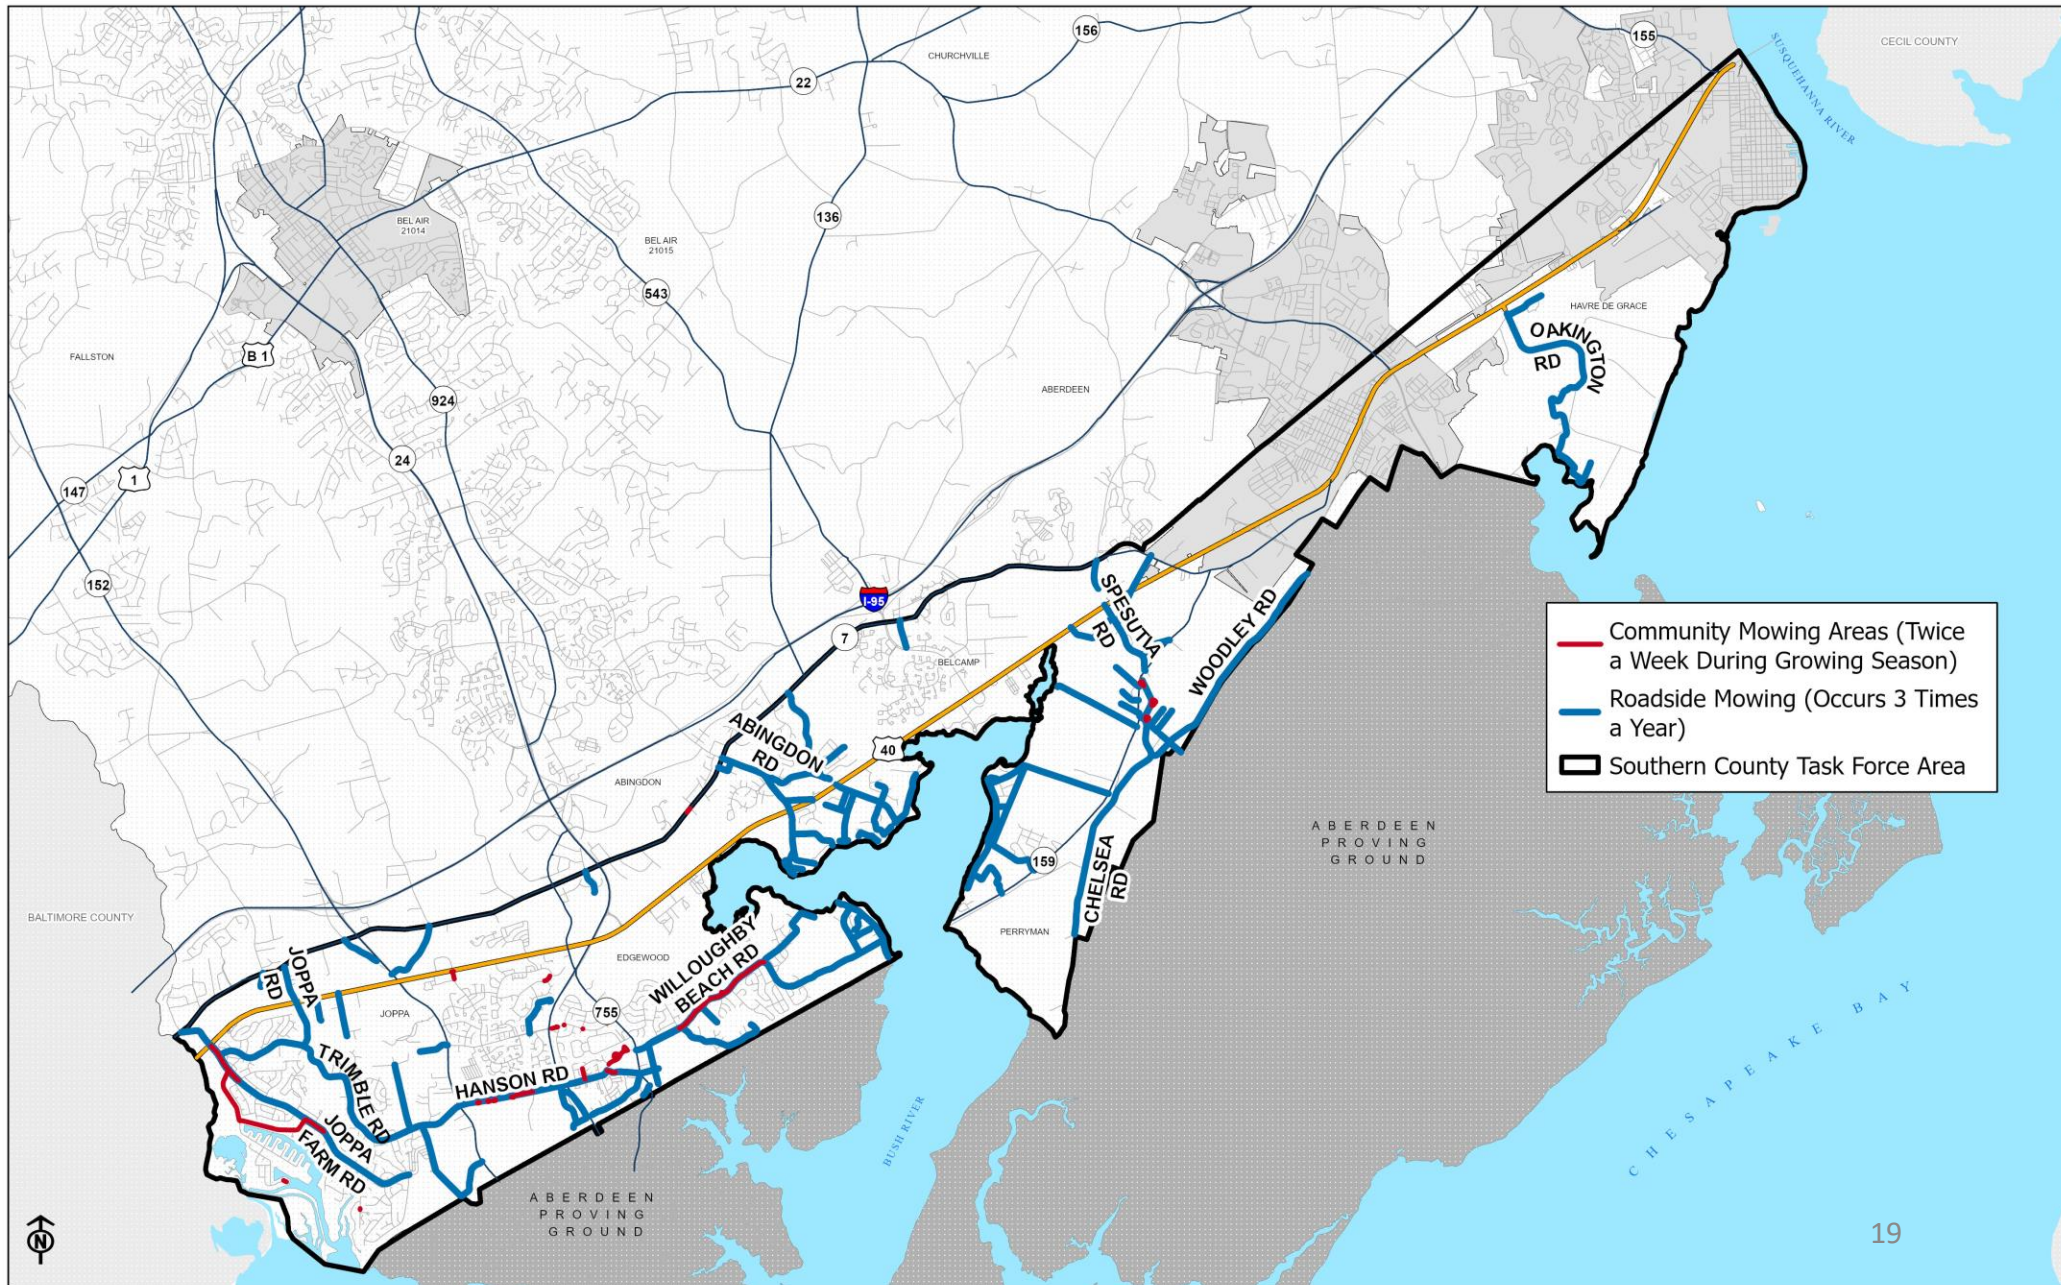 155
156
CHURCHVILLE
SUSQUEHANNA RIVER
CECIL COUNTY
22
BEL AIR
21014
136
BEL AIR
21015
543
HAVRE DE GRACE
OAKINGTON
RD
FALLSTON
B 1
ABERDEEN
924
24
1
147
152
I-95
7
SPESUTIA
RD
WOODLEY RD
BELCAMP
Community Mowing Areas (Twice
a Week During Growing Season)
Roadside Mowing (Occurs 3 Times
a Year)
Southern County Task Force Area
ABINGDON
RD
40
ABINGDON
ABERDEEN
PROVING
GROUND
159
CHELSEA
RD
BALTIMORE COUNTY
PERRYMAN
WILLOUGHBY
BEACH RD
EDGEWOOD
JOPPA
RD
JOPPA
755
TRIMBLE RD
HANSON RD
JOPPA
FARM RD
BUSH RIVER
CHESAPEAKE BAY
ABERDEEN
PROVING
GROUND
N
19